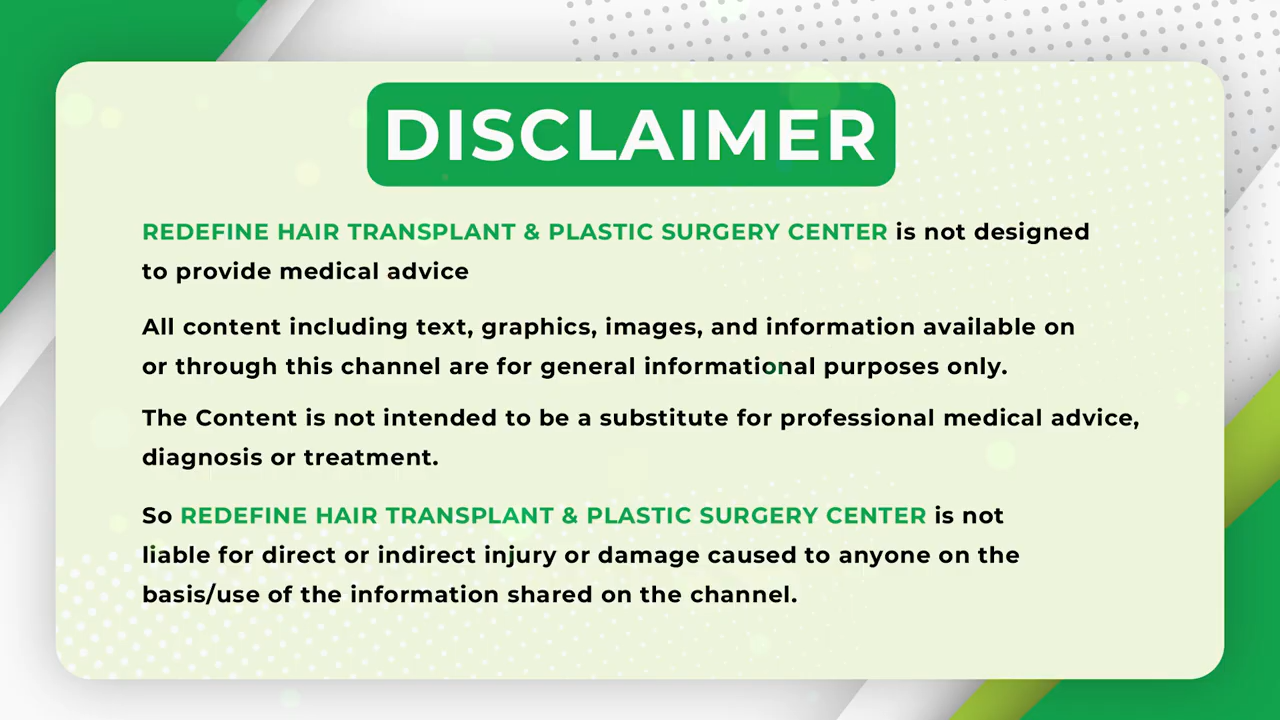 DISCLAIMER
REDEFINE HAIR TRANSPLANT & PLASTIC SURGERY CENTER is not designed
to provide medical advice
All content including text, graphics, images, and information available on
or through this channel are for general informational purposes only.
The Content is not intended to be a substitute for professional medical advice,
diagnosis or treatment.
So REDEFINE HAIR TRANSPLANT & PLASTIC SURGERY CENTER is not
liable for direct or indirect injury or damage caused to anyone on the
basis/use of the information shared on the channel.